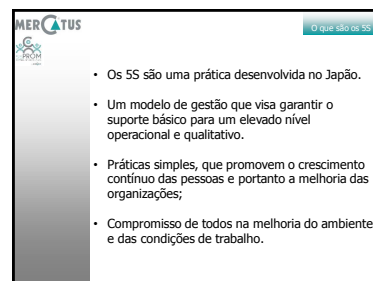 MERCATUS
O que são os 5S
PROM
• Os 5S são uma prática desenvolvida no Japão.
• Um modelo de gestão que visa garantir o
suporte básico para um elevado nível
operacional e qualitativo.
• Práticas simples, que promovem o crescimento
contínuo das pessoas e portanto a melhoria das
organizações;
• Compromisso de todos na melhoria do ambiente
e das condições de trabalho.